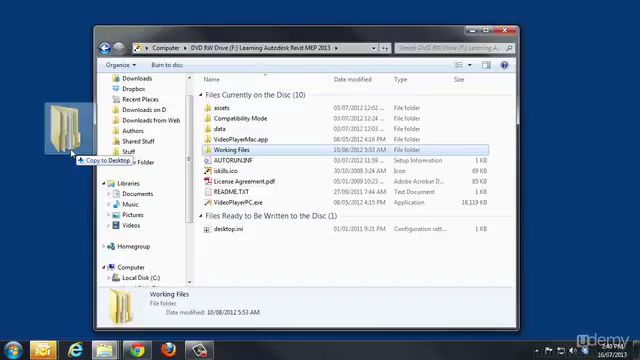 Computer ▸ DVD RW Drive (F:) Learning Autodesk Revit MEP 2013 ▸
Search DVD RW Drive (F:) Learning A...
Organize ▾ Burn to disc
Name Date modified Type Size
Downloads
Dropbox
Recent Places
Downloads on D
Downloads from Web
Authors
Shared Stuff
Stuff
Folder
Libraries
Documents
Music
Pictures
Videos
Homegroup
Computer
Local Disk (C:)
Copy to Desktop
Files Currently on the Disc (10)
assets 03/07/2012 12:02 ... File folder
Compatibility Mode 03/07/2012 12:02 ... File folder
data 03/07/2012 12:02 ... File folder
VideoPlayerMac.app 08/05/2012 4:15 PM File folder
Working Files 10/08/2012 5:53 AM File folder
AUTORUN.INF 03/07/2012 11:59 ... Setup Information 1 KB
iskills.ico 30/10/2009 3:24 PM Icon 69 KB
License Agreement.pdf 05/01/2009 10:40 ... Adobe Acrobat D... 73 KB
README.TXT 27/09/2011 7:44 AM Text Document 1 KB
VideoPlayerPC.exe 08/05/2012 4:15 PM Application 18,119 KB
Files Ready to Be Written to the Disc (1)
desktop.ini 01/01/2011 9:21 PM Configuration sett... 1 KB
Working Files
File folder
Date modified: 10/08/2012 5:53 AM
2:40 PM
16/07/2013
udemy